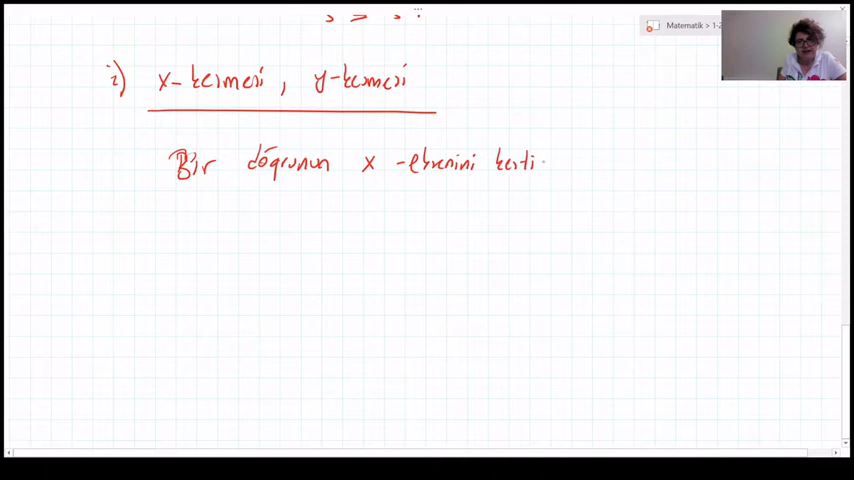 Matematik > 1-2
i) x-kesmesi, y-kesmesi
Bir doğrunun x -eksenini kesti